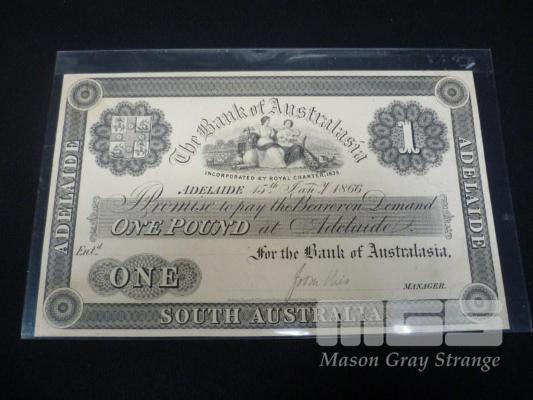 The Bank of Australasia
INCORPORATED BY ROYAL CHARTER, 1835.
1
ADELAIDE 15th Jany 1866
I Promise to pay the Bearer on Demand
ONE POUND at Adelaide.
Entd.
For the Bank of Australasia,
ONE
from this
MANAGER.
ADELAIDE
ADELAIDE
SOUTH AUSTRALIA
MGS
Mason Gray Strange